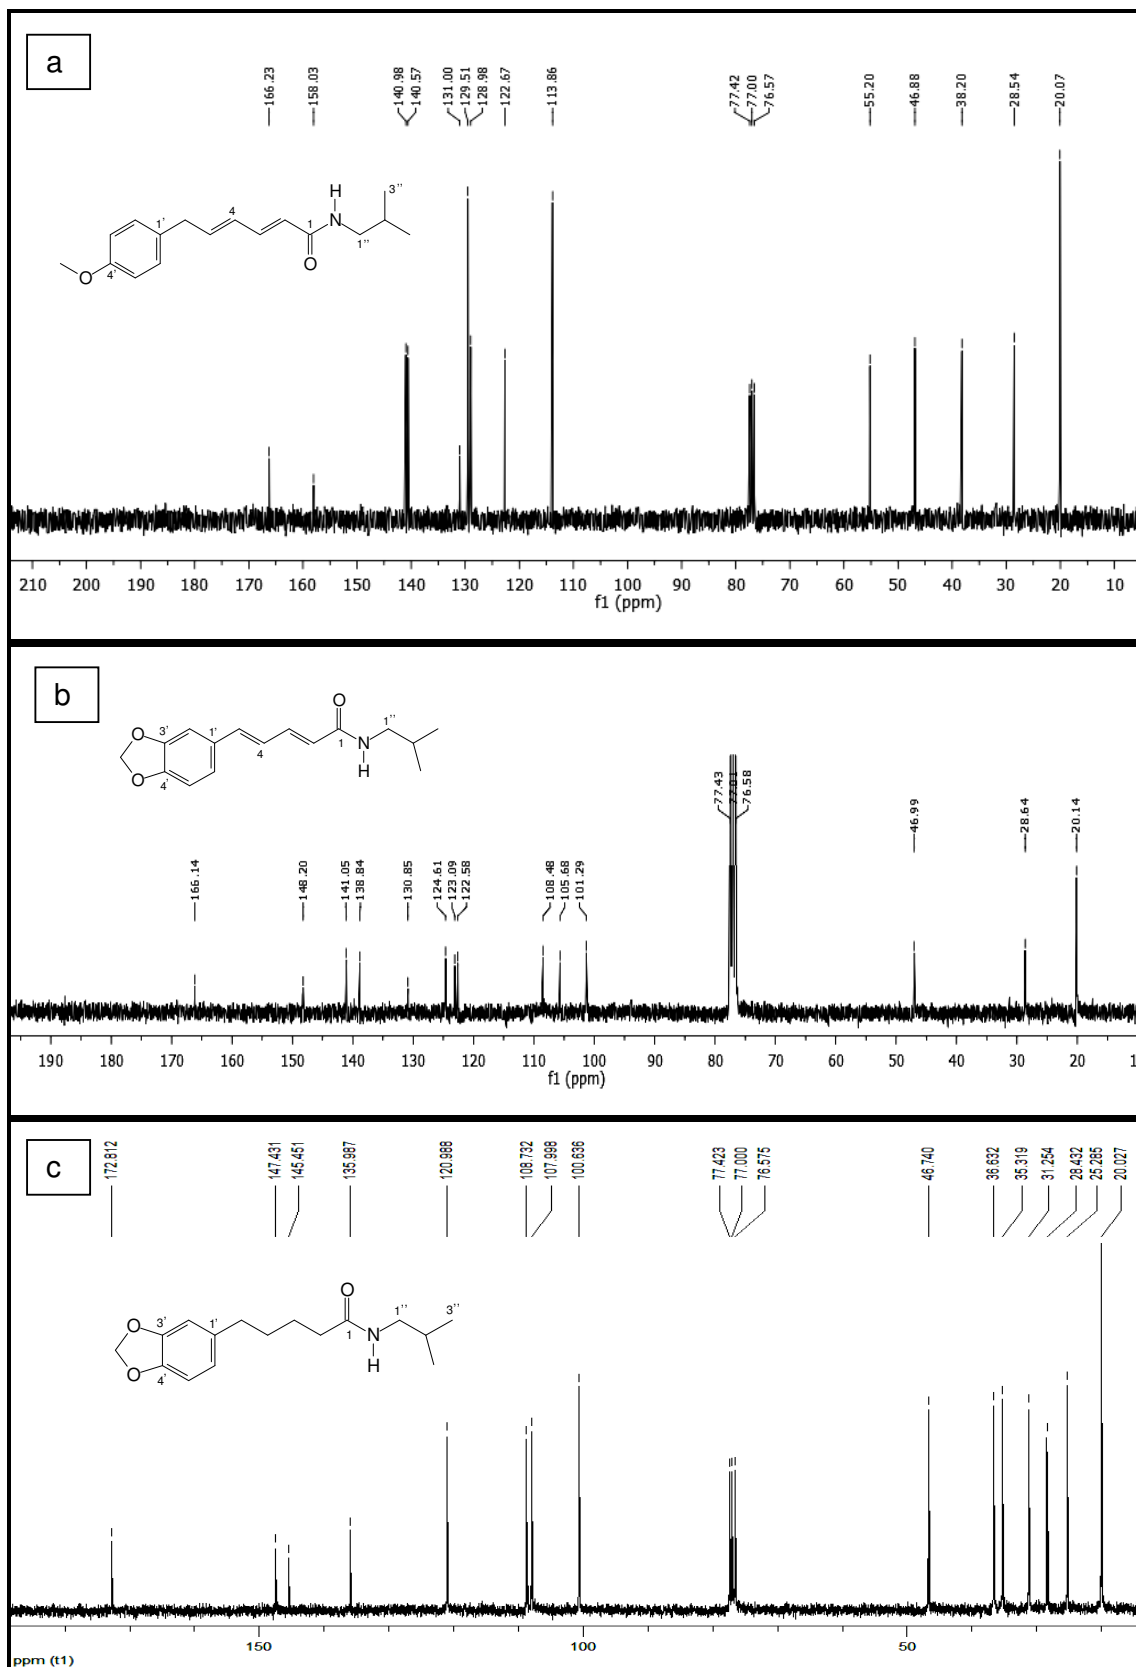 a
166.23 158.03 140.98 140.57 131.00 129.51 128.98 122.67 113.86 77.42 77.00 76.57 55.20 46.88 38.20 28.54 20.07
H
N
3''
4
1'
1
1''
O
4'
O
210 200 190 180 170 160 150 140 130 120 110 100 90 80 70 60 50 40 30 20 10
f1 (ppm)
b
O
1''
3'
O
1'
4
1
N
H
O
4'
166.14 148.20 141.05 138.84 130.85 124.61 123.09 122.58 108.48 105.68 101.29 77.43 77.01 76.58 46.99 28.64 20.14
190 180 170 160 150 140 130 120 110 100 90 80 70 60 50 40 30 20 1
f1 (ppm)
c
172.812 147.431 145.451 135.987 120.988 108.732 107.998 100.636 77.423 77.000 76.575 46.740 36.632 35.319 31.254 28.432 25.285 20.027
O
1''
3''
3'
O
1'
1
N
H
O
4'
150 100 50
ppm (t1)